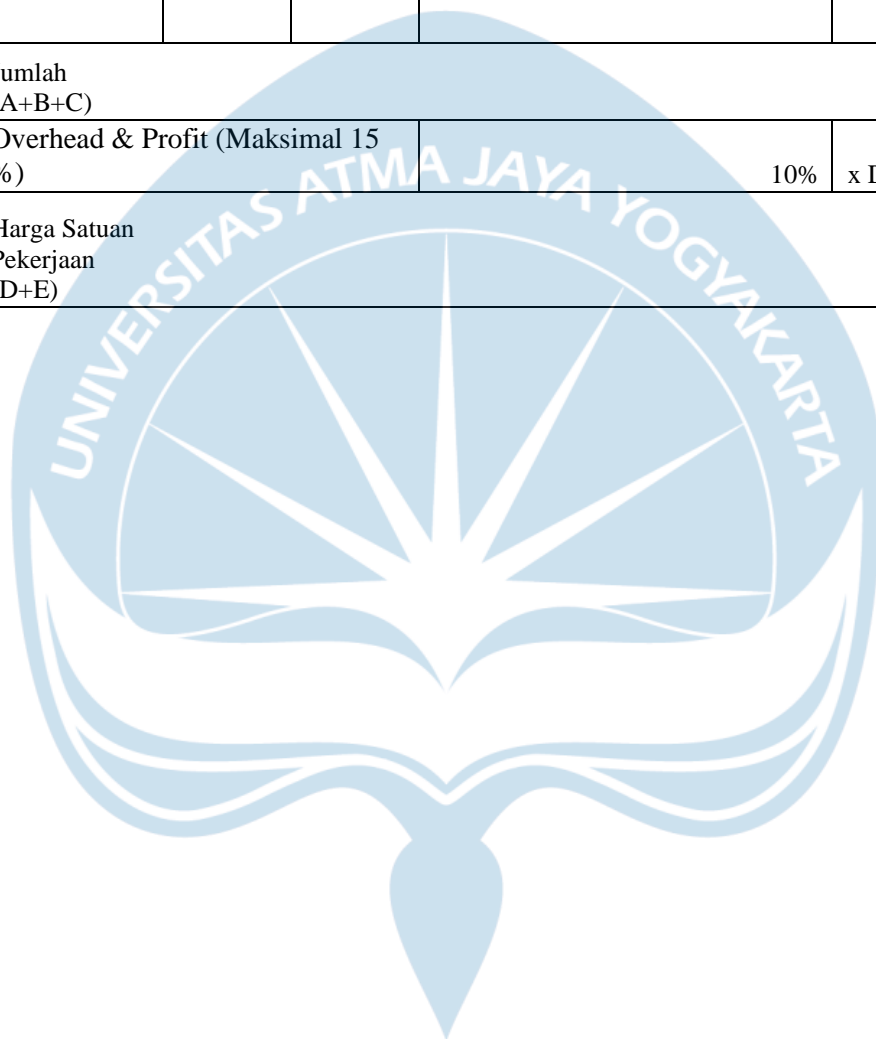 umlah
A+B+C)
Overhead & Profit (Maksimal 15
%)
10%
x D
Harga Satuan
Pekerjaan
D+E)
UNIVERSITAS ATMA JAYA YOGYAKARTA